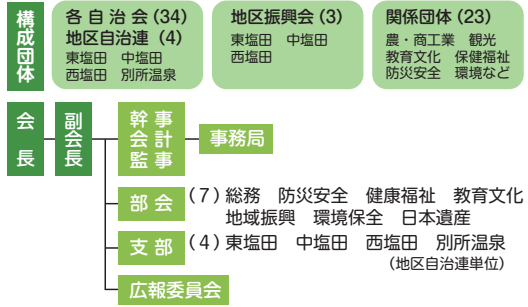 構成団体
各自治会(34)
地区自治連(4)
東塩田 中塩田
西塩田 別所温泉
地区振興会(3)
東塩田 中塩田
西塩田
関係団体(23)
農・商工業 観光
教育文化 保健福祉
防災安全 環境など
会長
副会長
幹事
会計
監事
事務局
部会
(7)総務 防災安全 健康福祉 教育文化
地域振興 環境保全 日本遺産
支部
(4)東塩田 中塩田 西塩田 別所温泉
(地区自治連単位)
広報委員会